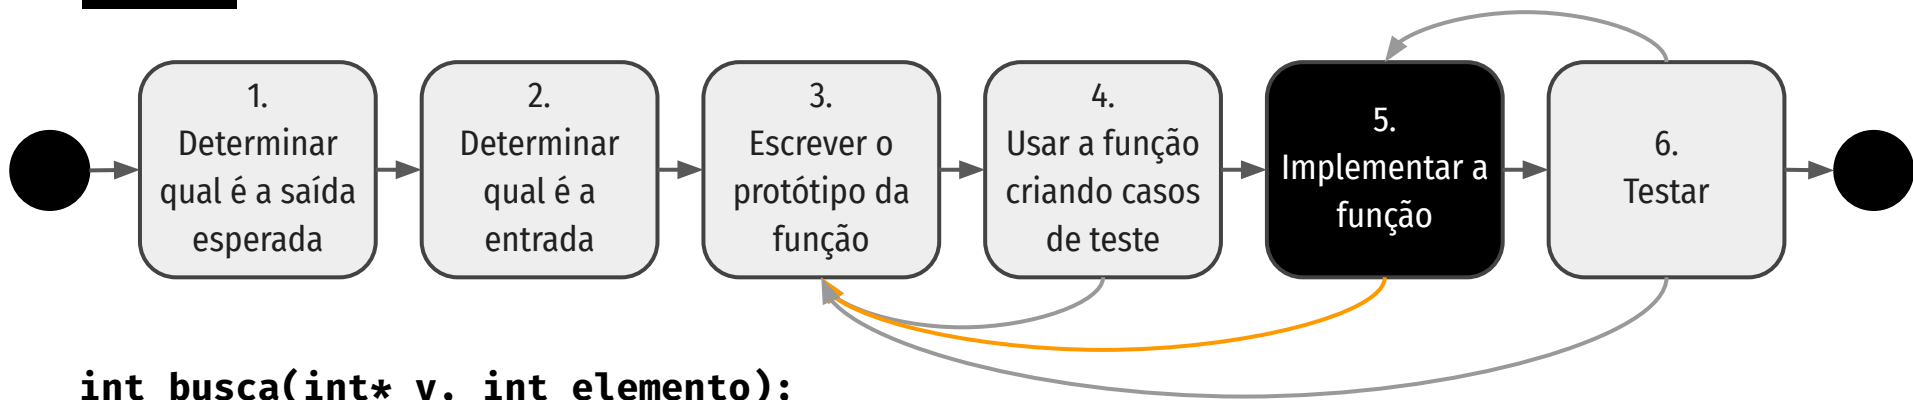 1.
Determinar
qual é a saída
esperada
2.
Determinar
qual é a
entrada
3.
Escrever o
protótipo da
função
4.
Usar a função
criando casos
de teste
5.
Implementar a
função
6.
Testar
int busca(int* v, int elemento);